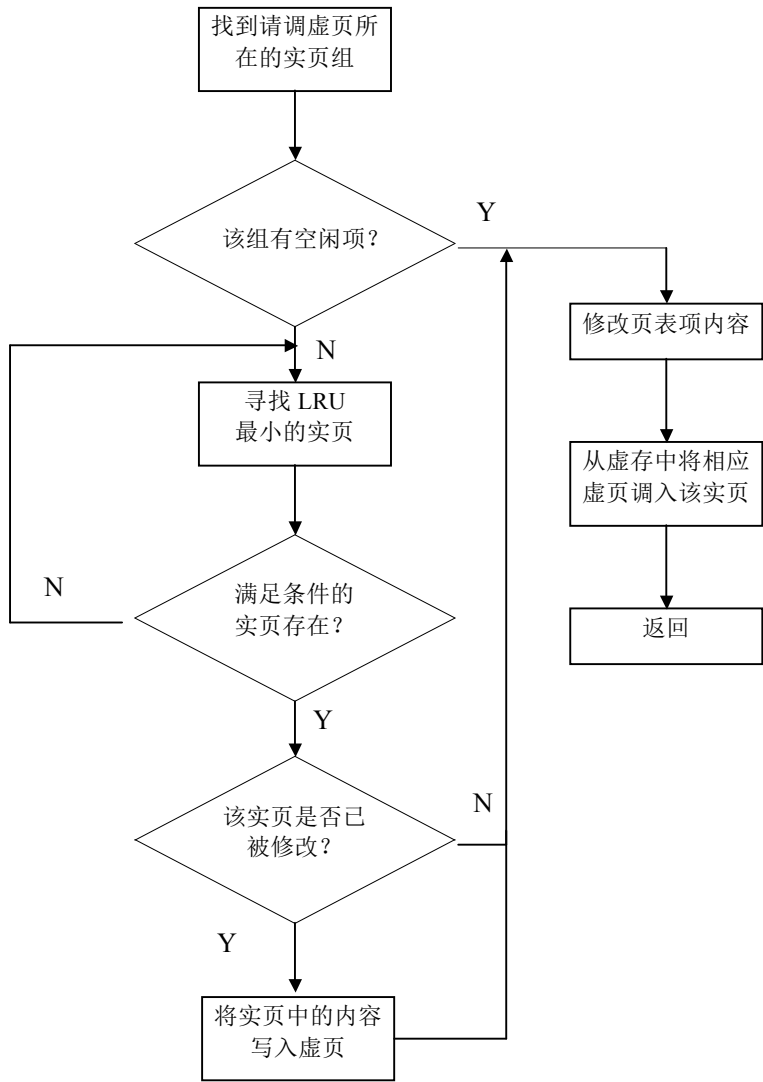 找到请调虚页所
在的实页组
该组有空闲项？
Y
N
修改页表项内容
寻找 LRU
最小的实页
从虚存中将相应
虚页调入该实页
N
满足条件的
实页存在？
返回
Y
该实页是否已
被修改？
N
Y
将实页中的内容
写入虚页